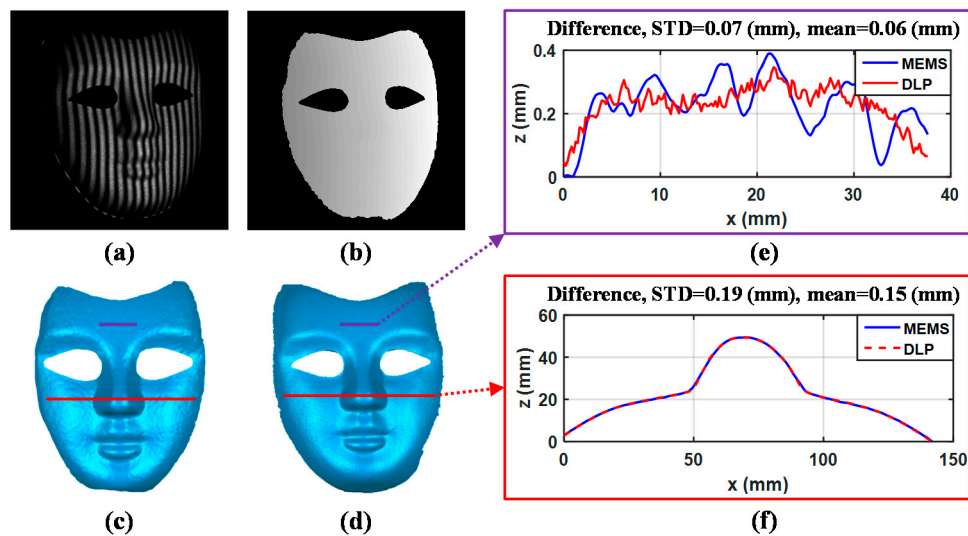 (a)
(b)
Difference, STD=0.07 (mm), mean=0.06 (mm)
0.4
0.2
0
z (mm)
MEMS
DLP
0 10 20 30 40
x (mm)
(e)
(c)
(d)
Difference, STD=0.19 (mm), mean=0.15 (mm)
60
40
20
0
z (mm)
MEMS
DLP
0 50 100 150
x (mm)
(f)